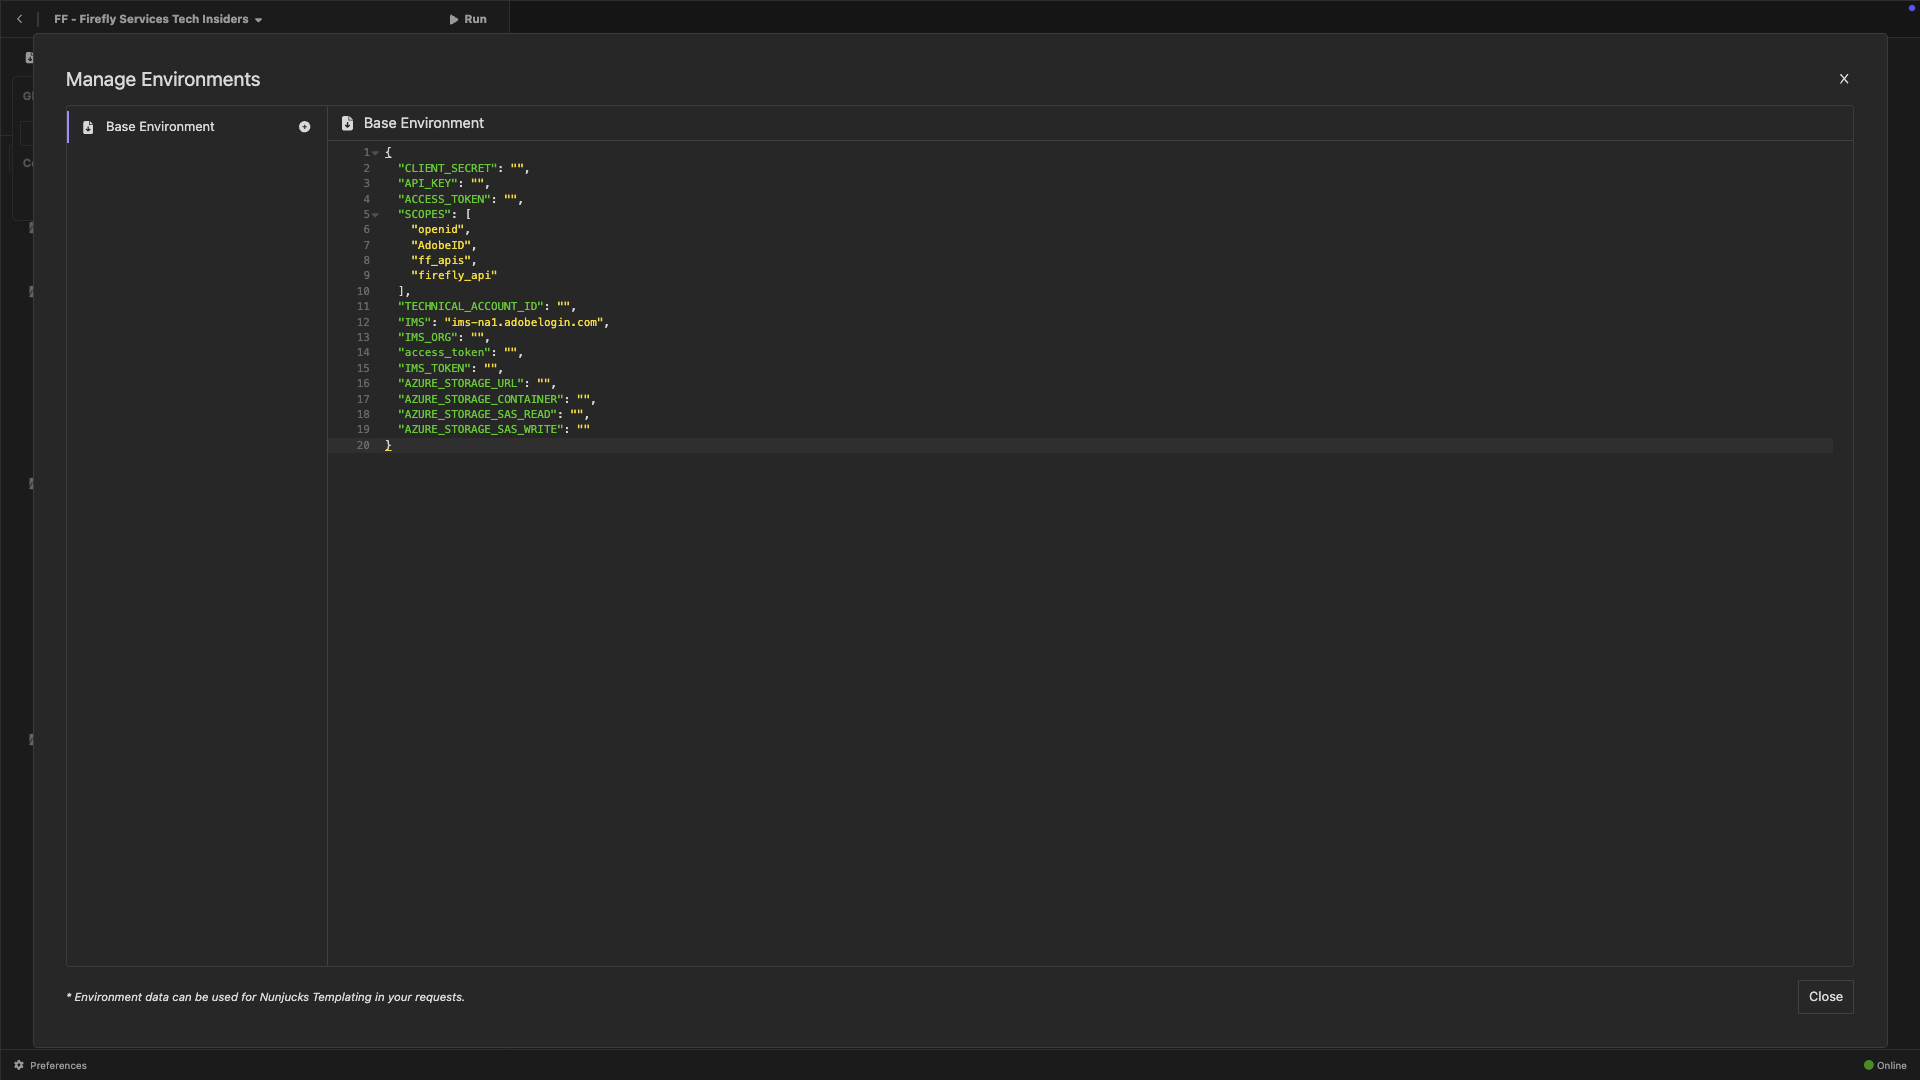 FF - Firefly Services Tech Insiders
Run
Manage Environments
X
Base Environment
Base Environment
1
{
2
"CLIENT_SECRET": "",
3
"API_KEY": "",
4
"ACCESS_TOKEN": "",
5
"SCOPES": [
6
"openid",
7
"AdobeID",
8
"ff_apis",
9
"firefly_api"
10
],
11
"TECHNICAL_ACCOUNT_ID": "",
12
"IMS": "ims-na1.adobelogin.com",
13
"IMS_ORG": "",
14
"access_token": "",
15
"IMS_TOKEN": "",
16
"AZURE_STORAGE_URL": "",
17
"AZURE_STORAGE_CONTAINER": "",
18
"AZURE_STORAGE_SAS_READ": "",
19
"AZURE_STORAGE_SAS_WRITE": ""
20
}
* Environment data can be used for Nunjucks Templating in your requests.
Close
Preferences
Online